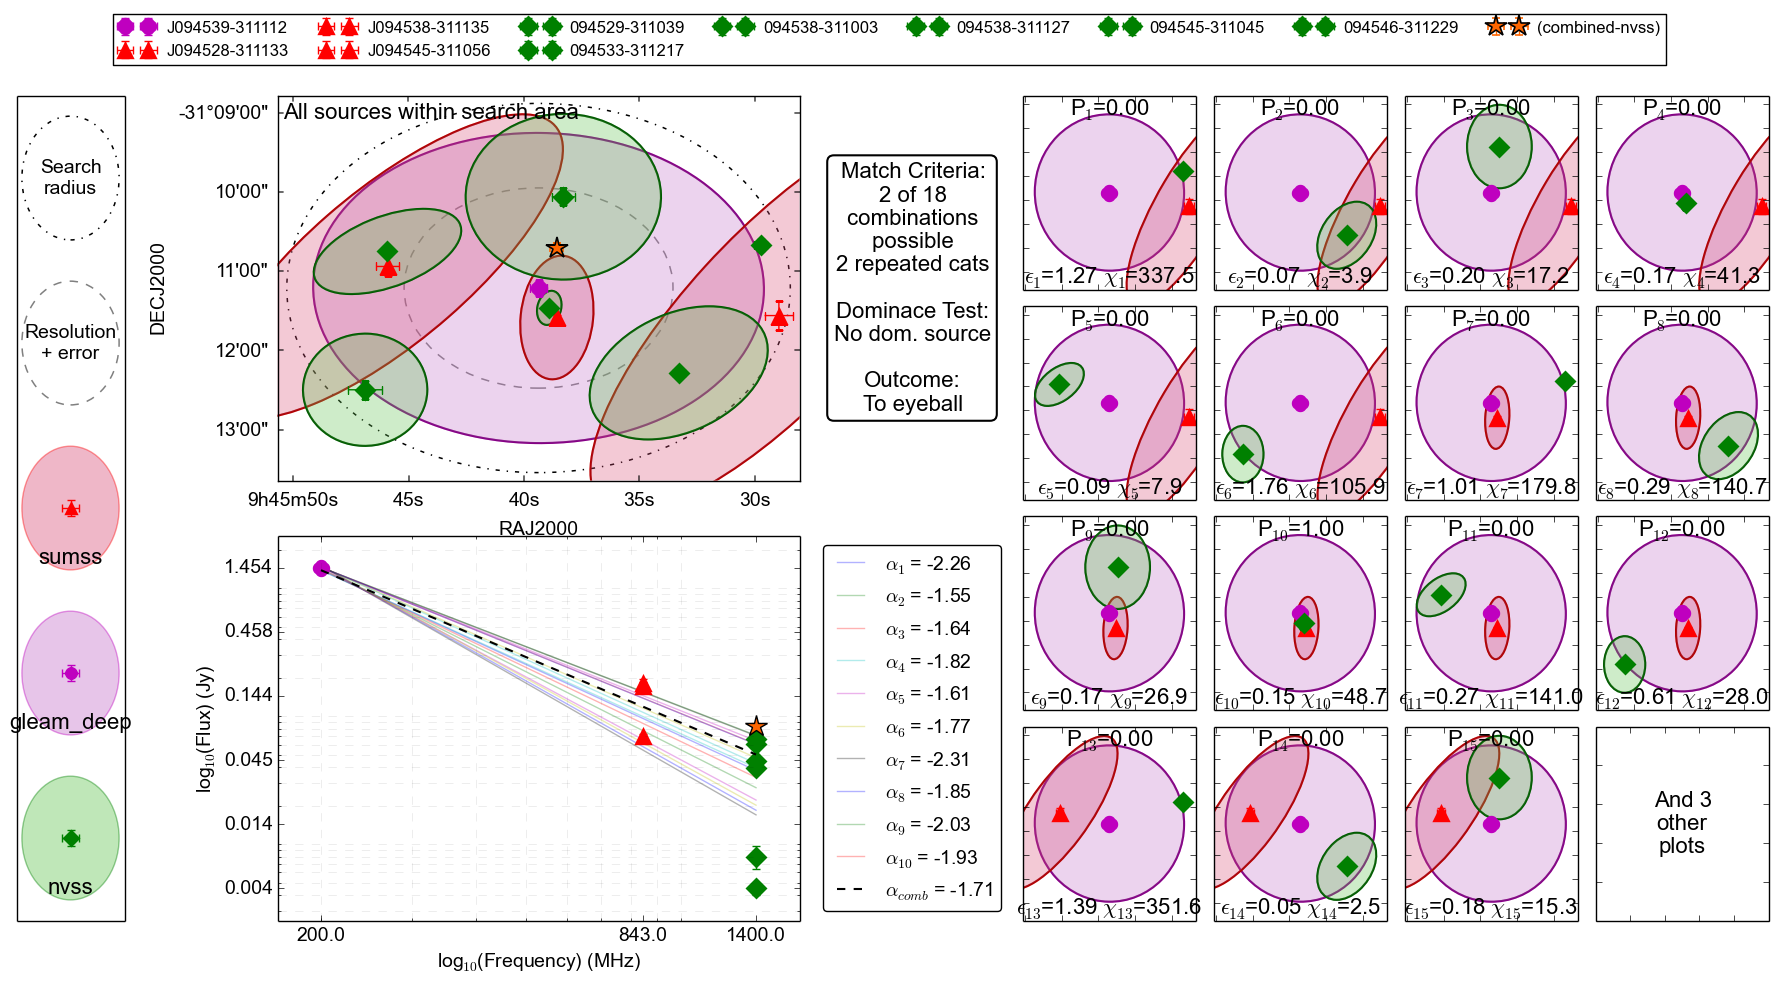 J094539-311112 J094538-311135 094529-311039 094538-311003 094538-311127 094545-311045 094546-311229 (combined-nvss)
J094528-311133 J094545-311056 094533-311217
Search
radius
Resolution
+ error
sumss
gleam_deep
nvss
All sources within search area
DECJ2000
-31°09'00"
10'00"
11'00"
12'00"
13'00"
9h45m50s 45s 40s 35s 30s
RAJ2000
Match Criteria:
2 of 18
combinations
possible
2 repeated cats
Dominace Test:
No dom. source
Outcome:
To eyeball
log10(Flux) (Jy)
1.454
0.458
0.144
0.045
0.014
0.004
200.0 843.0 1400.0
log10(Frequency) (MHz)
α1 = -2.26
α2 = -1.55
α3 = -1.64
α4 = -1.82
α5 = -1.61
α6 = -1.77
α7 = -2.31
α8 = -1.85
α9 = -2.03
α10 = -1.93
αcomb = -1.71
P1=0.00 P2=0.00 P3=0.00 P4=0.00
ϵ1=1.27 χ1=337.5 ϵ2=0.07 χ2=3.9 ϵ3=0.20 χ3=17.2 ϵ4=0.17 χ4=41.3
P5=0.00 P6=0.00 P7=0.00 P8=0.00
ϵ5=0.09 χ5=7.9 ϵ6=1.76 χ6=105.9 ϵ7=1.01 χ7=179.8 ϵ8=0.29 χ8=140.7
P9=0.00 P10=1.00 P11=0.00 P12=0.00
ϵ9=0.17 χ9=26.9 ϵ10=0.15 χ10=48.7 ϵ11=0.27 χ11=141.0 ϵ12=0.61 χ12=28.0
P13=0.00 P14=0.00 P15=0.00
ϵ13=1.39 χ13=351.6 ϵ14=0.05 χ14=2.5 ϵ15=0.18 χ15=15.3
And 3
other
plots